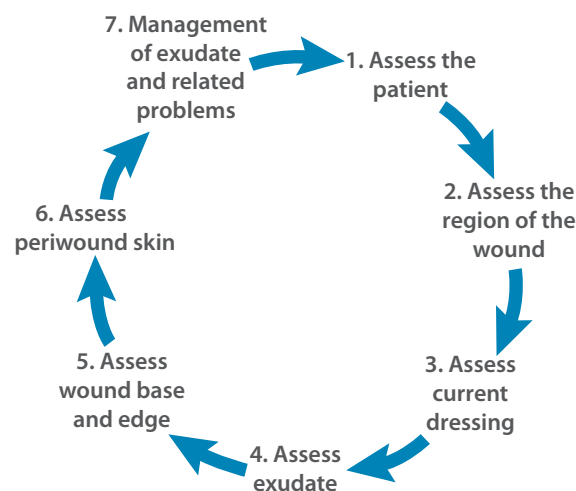 1. Assess the
patient
2. Assess the
region of the
wound
3. Assess
current
dressing
4. Assess
exudate
5. Assess
wound base
and edge
6. Assess
periwound skin
7. Management
of exudate
and related
problems